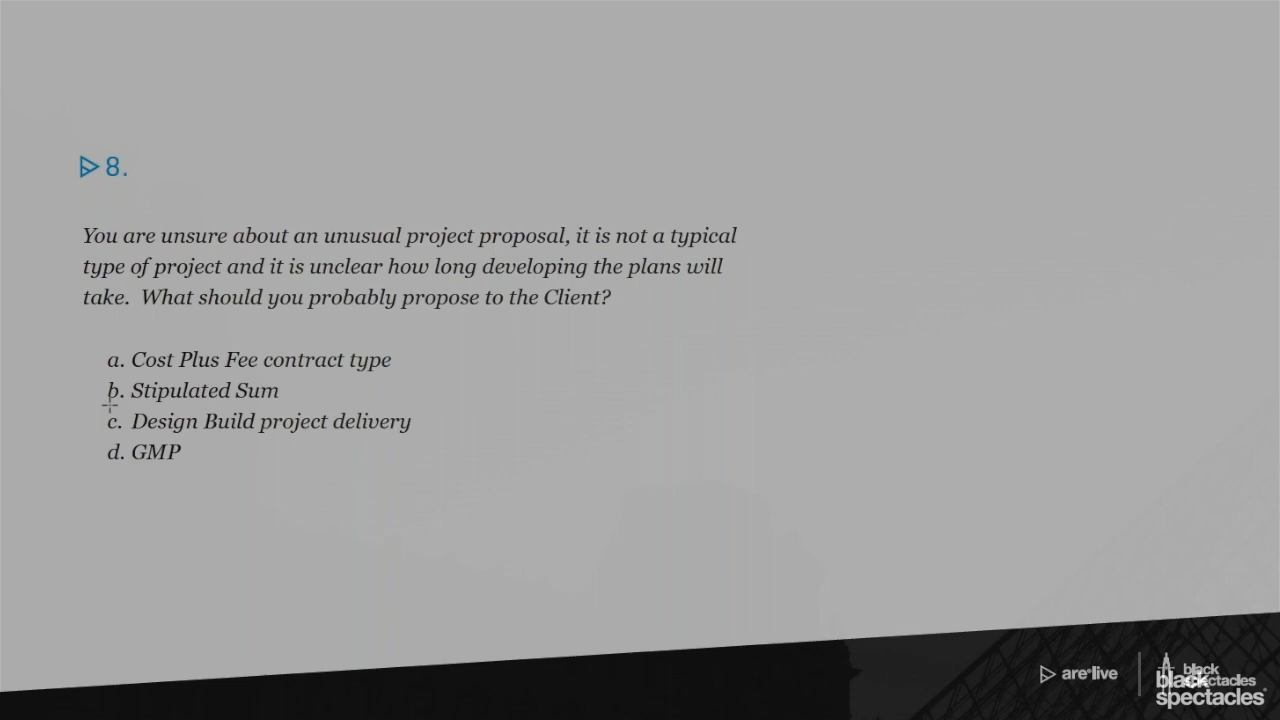 8.
You are unsure about an unusual project proposal, it is not a typical
type of project and it is unclear how long developing the plans will
take.  What should you probably propose to the Client?
a. Cost Plus Fee contract type
b. Stipulated Sum
c. Design Build project delivery
d. GMP
are live
black
spectacles
black
spectacles